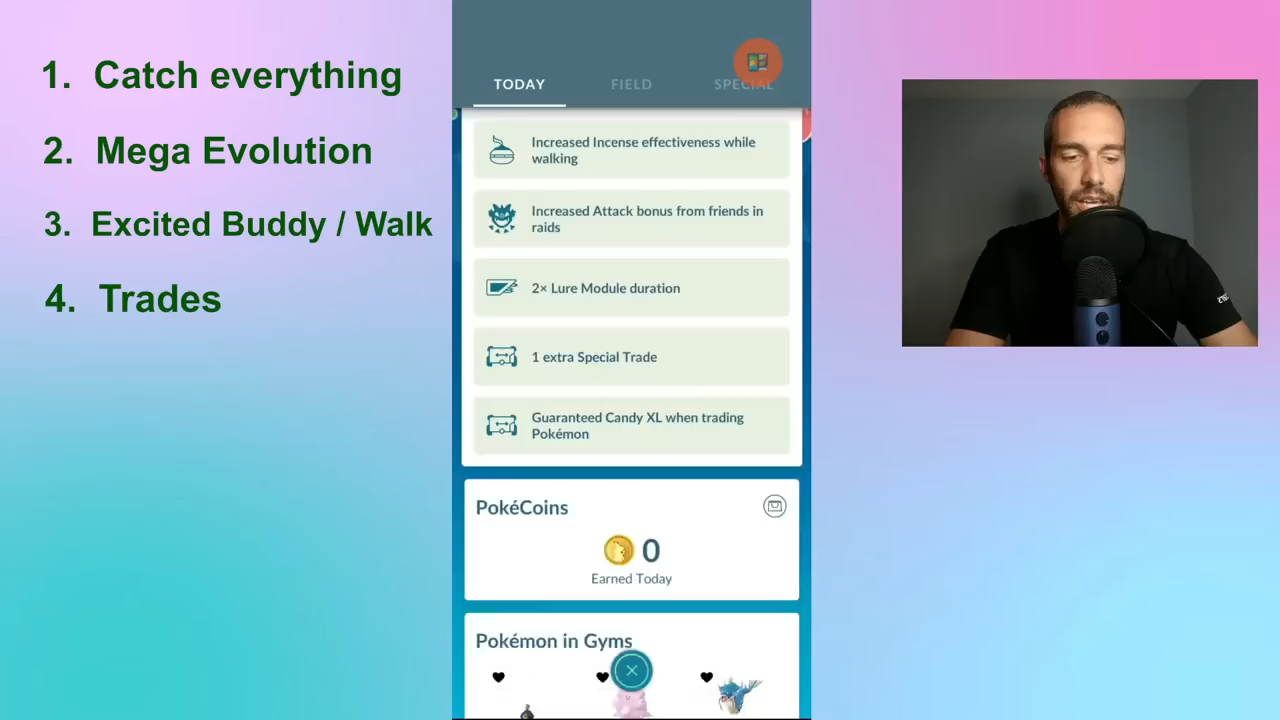 1. Catch everything
2. Mega Evolution
3. Excited Buddy / Walk
4. Trades
TODAY FIELD SPECIAL
Increased Incense effectiveness while
walking
Increased Attack bonus from friends in
raids
2× Lure Module duration
1 extra Special Trade
Guaranteed Candy XL when trading
Pokémon
PokéCoins
0
Earned Today
Pokémon in Gyms